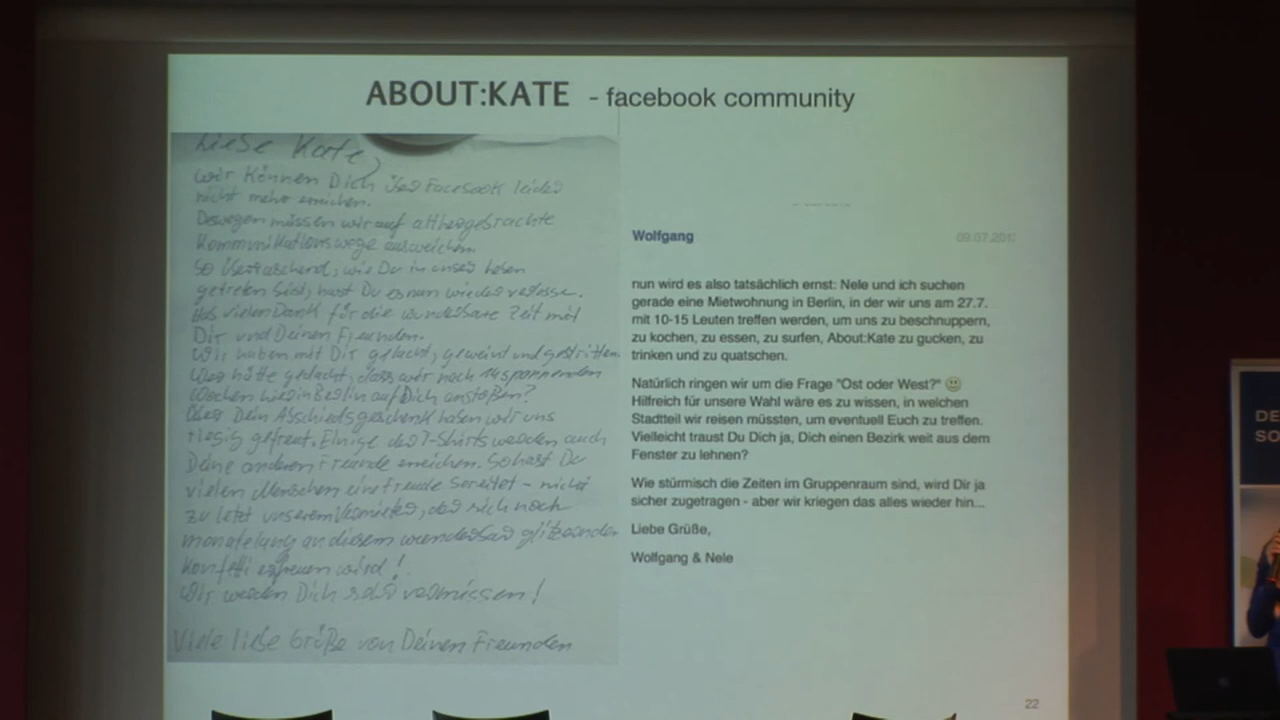 ABOUT:KATE - facebook community
Liebe Kate,
wir können Dich über Facebook leider
nicht mehr erreichen.
Deswegen müssen wir auf althergebrachte
Kommunikationswege ausweichen.
So überraschend, wie Du in unser Leben
getreten bist, hast Du es nun wieder verlassen.
vielen Dank für die wunderbare Zeit mit
Dir und Deinen Freunden.
Wir haben mit Dir gelacht, geweint und gestritten.
Wer hätte gedacht, dass wir nach 14 spannenden
Wochen hier in Berlin auf Dich anstoßen?
Über Dein Abschiedsgeschenk haben wir uns
riesig gefreut. Einige der T-Shirts werden auch
Deine anderen Freunde erreichen. So hast Du
vielen Menschen eine Freude bereitet - nicht
zu letzt unserem Vermieter, der sich noch
monatelang an diesem wunderbar glitzernden
Konfetti erfreuen wird!
Wir werden Dich sehr vermissen!
Viele liebe Grüße von Deinen Freunden
Wolfgang
nun wird es also tatsächlich ernst: Nele und ich suchen
gerade eine Mietwohnung in Berlin, in der wir uns am 27.7.
mit 10-15 Leuten treffen werden, um uns zu beschnuppern,
zu kochen, zu essen, zu surfen, About:Kate zu gucken, zu
trinken und zu quatschen.
Natürlich ringen wir um die Frage "Ost oder West?"
Hilfreich für unsere Wahl wäre es zu wissen, in welchen
Stadtteil wir reisen müssten, um eventuell Euch zu treffen.
Vielleicht traust Du Dich ja, Dich einen Bezirk weit aus dem
Fenster zu lehnen?
Wie stürmisch die Zeiten im Gruppenraum sind, wird Dir ja
sicher zugetragen - aber wir kriegen das alles wieder hin...
Liebe Grüße,
Wolfgang & Nele
22
DE
SO